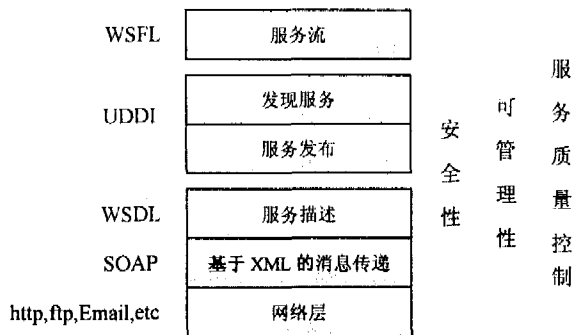 WSFL 服务流
UDDI 发现服务
服务发布
WSDL 服务描述
SOAP 基于 XML 的消息传递
http,ftp,Email,etc 网络层
安全性
可管理性
服务质量控制